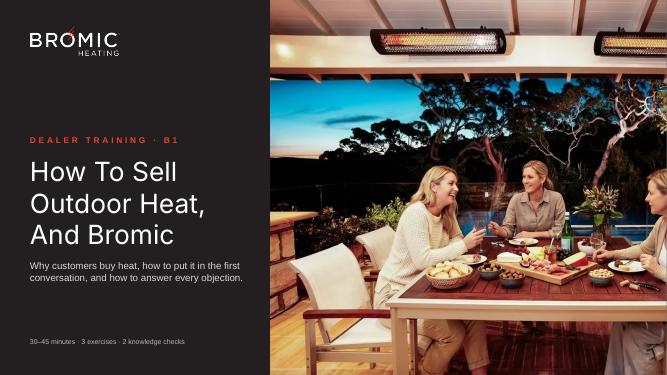 BROMIC
HEATING
DEALER TRAINING · B1
How To Sell
Outdoor Heat,
And Bromic
Why customers buy heat, how to put it in the first
conversation, and how to answer every objection.
30–45 minutes · 3 exercises · 2 knowledge checks